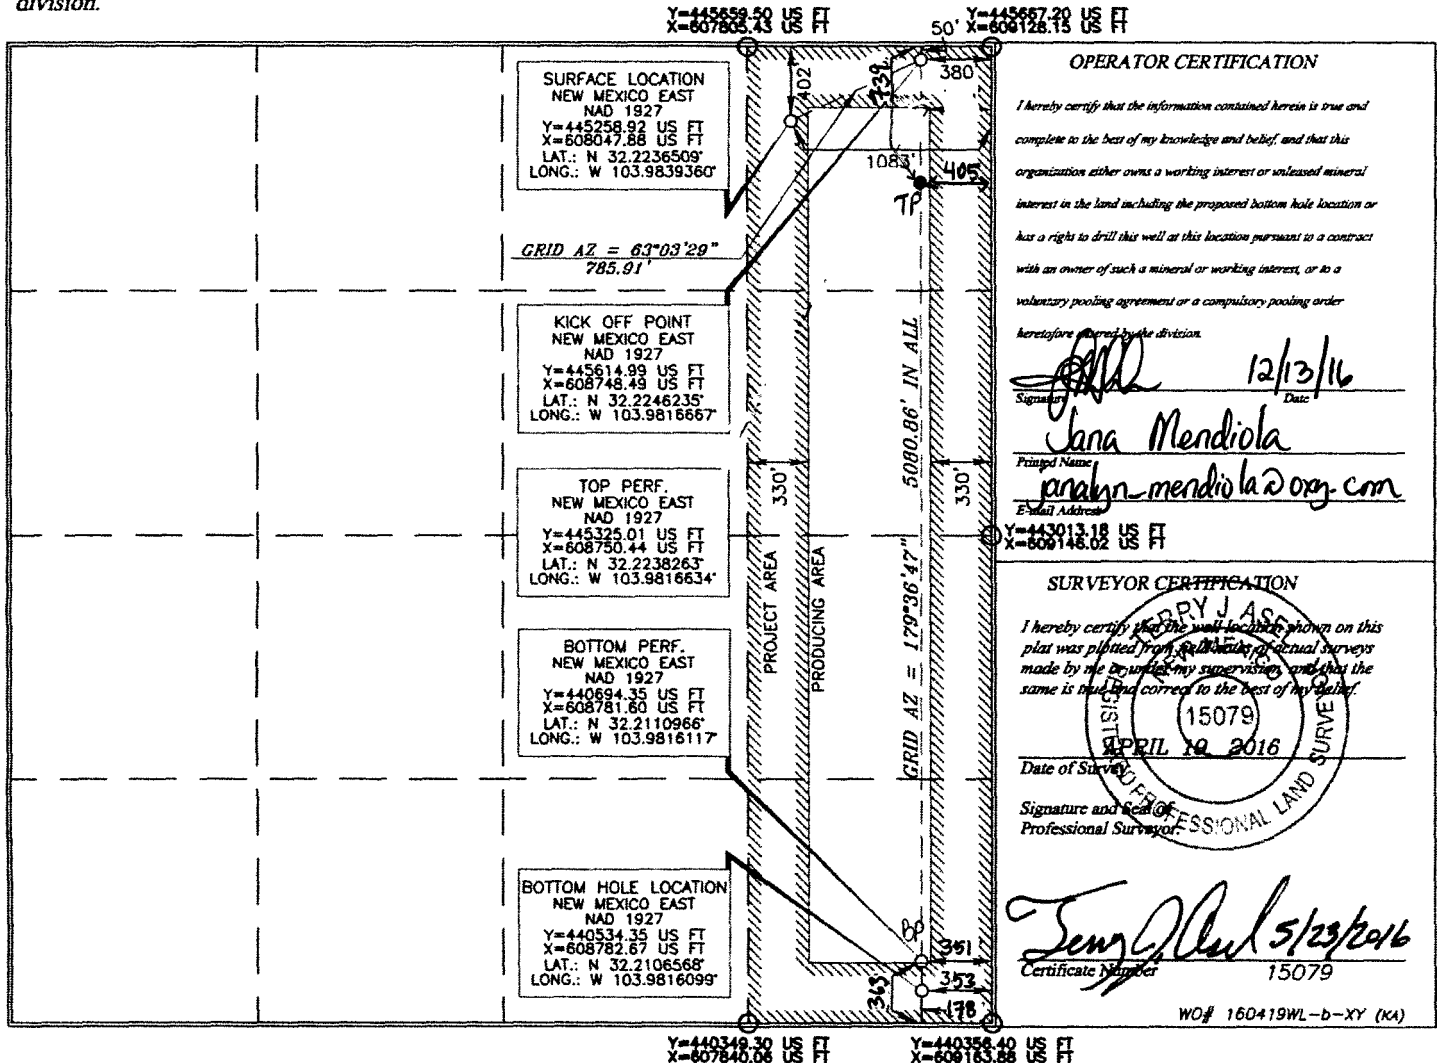 division.
Y=445659.50 US FT
X=607805.43 US FT
Y=445667.20 US FT
X=609128.15 US FT
50'
SURFACE LOCATION
NEW MEXICO EAST
NAD 1927
Y=445258.92 US FT
X=608047.88 US FT
LAT.: N 32.2236509°
LONG.: W 103.9839360°
402'
739
380
1083'
405
TP
GRID AZ = 63°03'29"
785.91'
KICK OFF POINT
NEW MEXICO EAST
NAD 1927
Y=445614.99 US FT
X=608748.49 US FT
LAT.: N 32.2246235°
LONG.: W 103.9816667°
TOP PERF.
NEW MEXICO EAST
NAD 1927
Y=445325.01 US FT
X=608750.44 US FT
LAT.: N 32.2238263°
LONG.: W 103.9816634°
BOTTOM PERF.
NEW MEXICO EAST
NAD 1927
Y=440694.35 US FT
X=608781.60 US FT
LAT.: N 32.2110966°
LONG.: W 103.9816117°
BOTTOM HOLE LOCATION
NEW MEXICO EAST
NAD 1927
Y=440534.35 US FT
X=608782.67 US FT
LAT.: N 32.2106568°
LONG.: W 103.9816099°
330'
330'
PROJECT AREA
PRODUCING AREA
GRID AZ = 179°36'47" 5080.86' IN ALL
BP
351
353
363
178
Y=440349.30 US FT
X=607840.06 US FT
Y=440356.40 US FT
X=609163.88 US FT
Y=443013.18 US FT
X=609146.02 US FT
OPERATOR CERTIFICATION
I hereby certify that the information contained herein is true and
complete to the best of my knowledge and belief, and that this
organization either owns a working interest or unleased mineral
interest in the land including the proposed bottom hole location or
has a right to drill this well at this location pursuant to a contract
with an owner of such a mineral or working interest, or to a
voluntary pooling agreement or a compulsory pooling order
heretofore entered by the division.
12/13/16
Signature Date
Jana Mendiola
Printed Name
janalyn_mendiola@oxy.com
E-mail Address
SURVEYOR CERTIFICATION
I hereby certify that the well location shown on this
plat was plotted from field notes of actual surveys
made by me or under my supervision, and that the
same is true and correct to the best of my belief.
TERRY J ASEL
NEW MEXICO
15079
REGISTERED PROFESSIONAL LAND SURVEYOR
APRIL 19, 2016
Date of Survey
Signature and Seal of
Professional Surveyor:
Terry J. Asel 5/23/2016
Certificate Number 15079
WO# 160419WL-b-XY (KA)